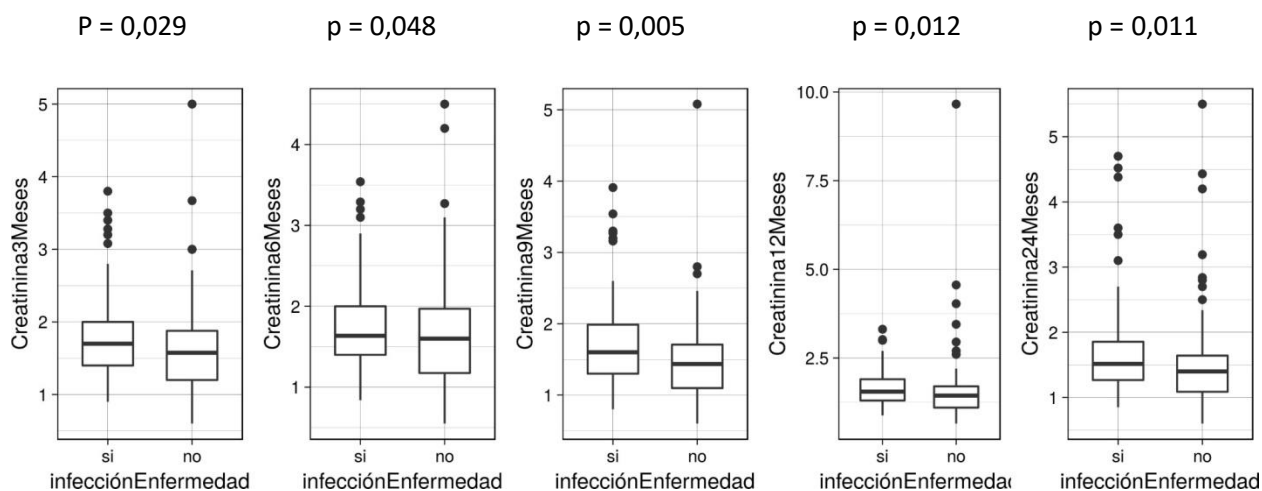 P = 0,029
p = 0,048
p = 0,005
p = 0,012
p = 0,011
Creatinina3Meses
5
4
3
2
1
si
no
infecciónEnfermedad
Creatinina6Meses
4
3
2
1
si
no
infecciónEnfermedad
Creatinina9Meses
5
4
3
2
1
si
no
infecciónEnfermedad
Creatinina12Meses
10.0
7.5
5.0
2.5
si
no
infecciónEnfermedad
Creatinina24Meses
5
4
3
2
1
si
no
infecciónEnfermedad